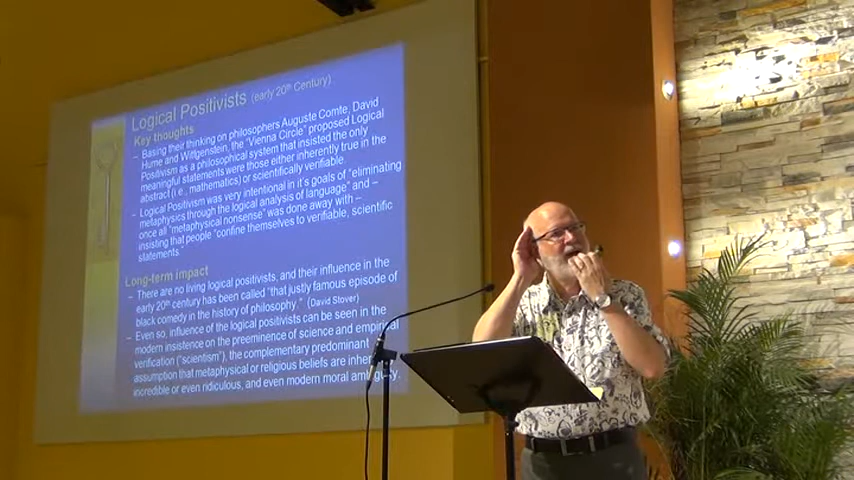 Logical Positivists (early 20th Century)
Key thoughts
– Basing their thinking on philosophers Auguste Comte, David
Hume and Wittgenstein, the “Vienna Circle” proposed Logical
Positivism as a philosophical system that insisted the only
meaningful statements were those either inherently true in the
abstract (i.e., mathematics) or scientifically verifiable.
– Logical Positivism was very intentional in it’s goals of “eliminating
metaphysics through the logical analysis of language” and –
once all “metaphysical nonsense” was done away with –
insisting that people “confine themselves to verifiable, scientific
statements.”
Long-term impact
– There are no living logical positivists, and their influence in the
early 20th century has been called “that justly famous episode of
black comedy in the history of philosophy.” (David Stover)
– Even so, influence of the logical positivists can be seen in the
modern insistence on the preeminence of science and empirical
verification (“scientism”), the complementary predominant
assumption that metaphysical or religious beliefs are
incredible or even ridiculous, and even modern moral